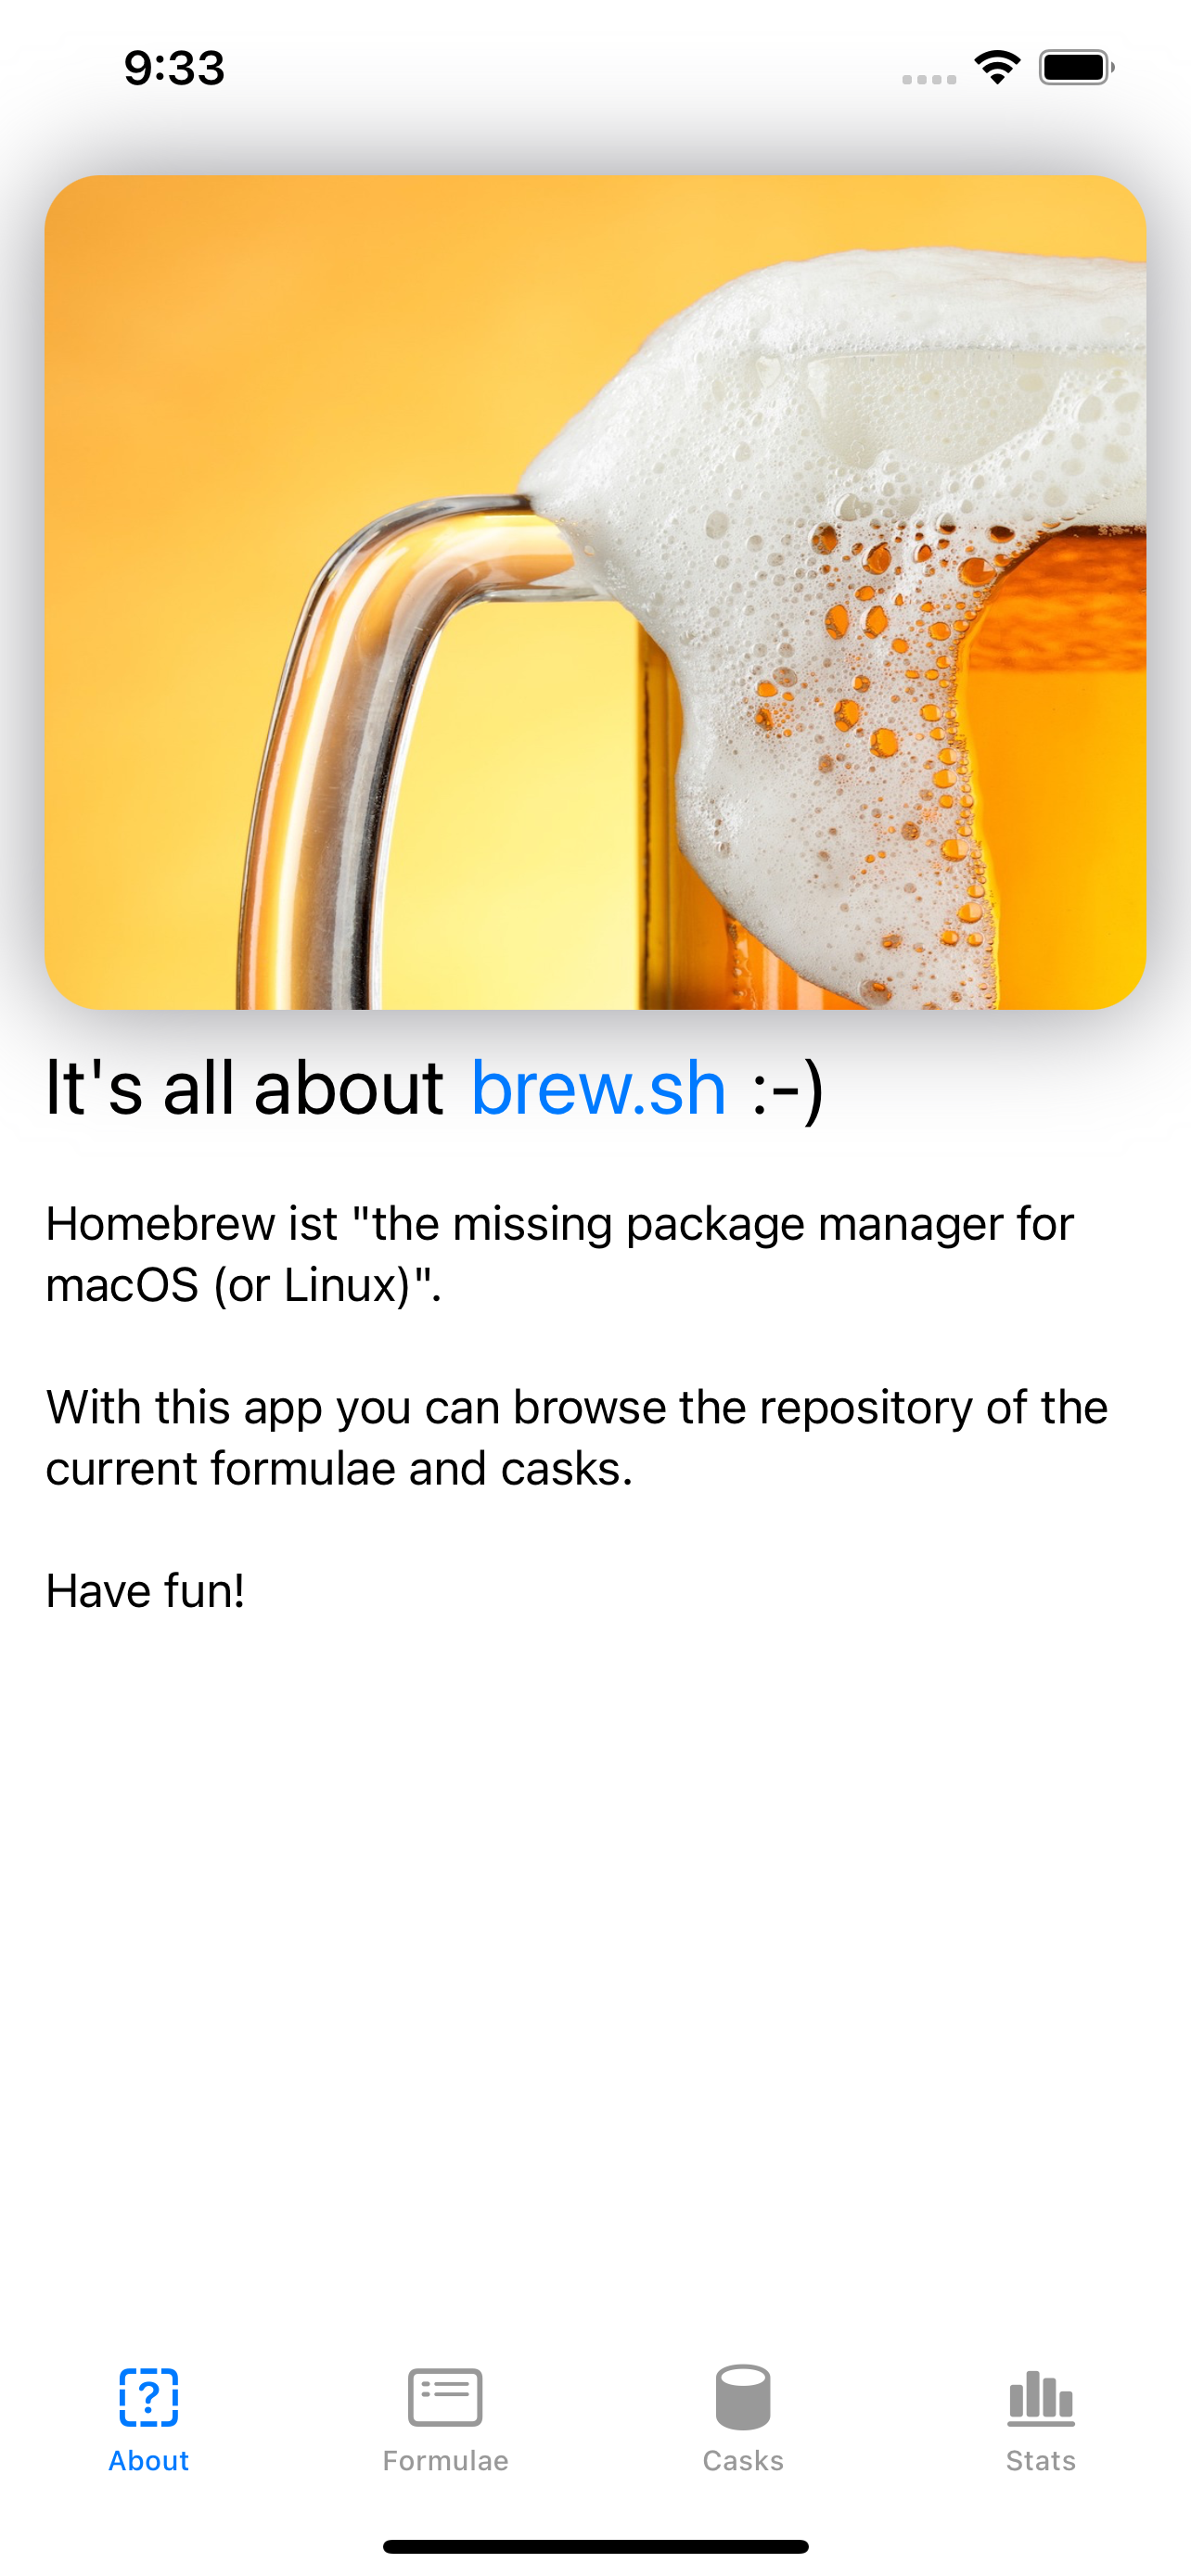 9:33
It's all about brew.sh :-)
Homebrew ist "the missing package manager for
macOS (or Linux)".
With this app you can browse the repository of the
current formulae and casks.
Have fun!
?
About
Formulae
Casks
Stats